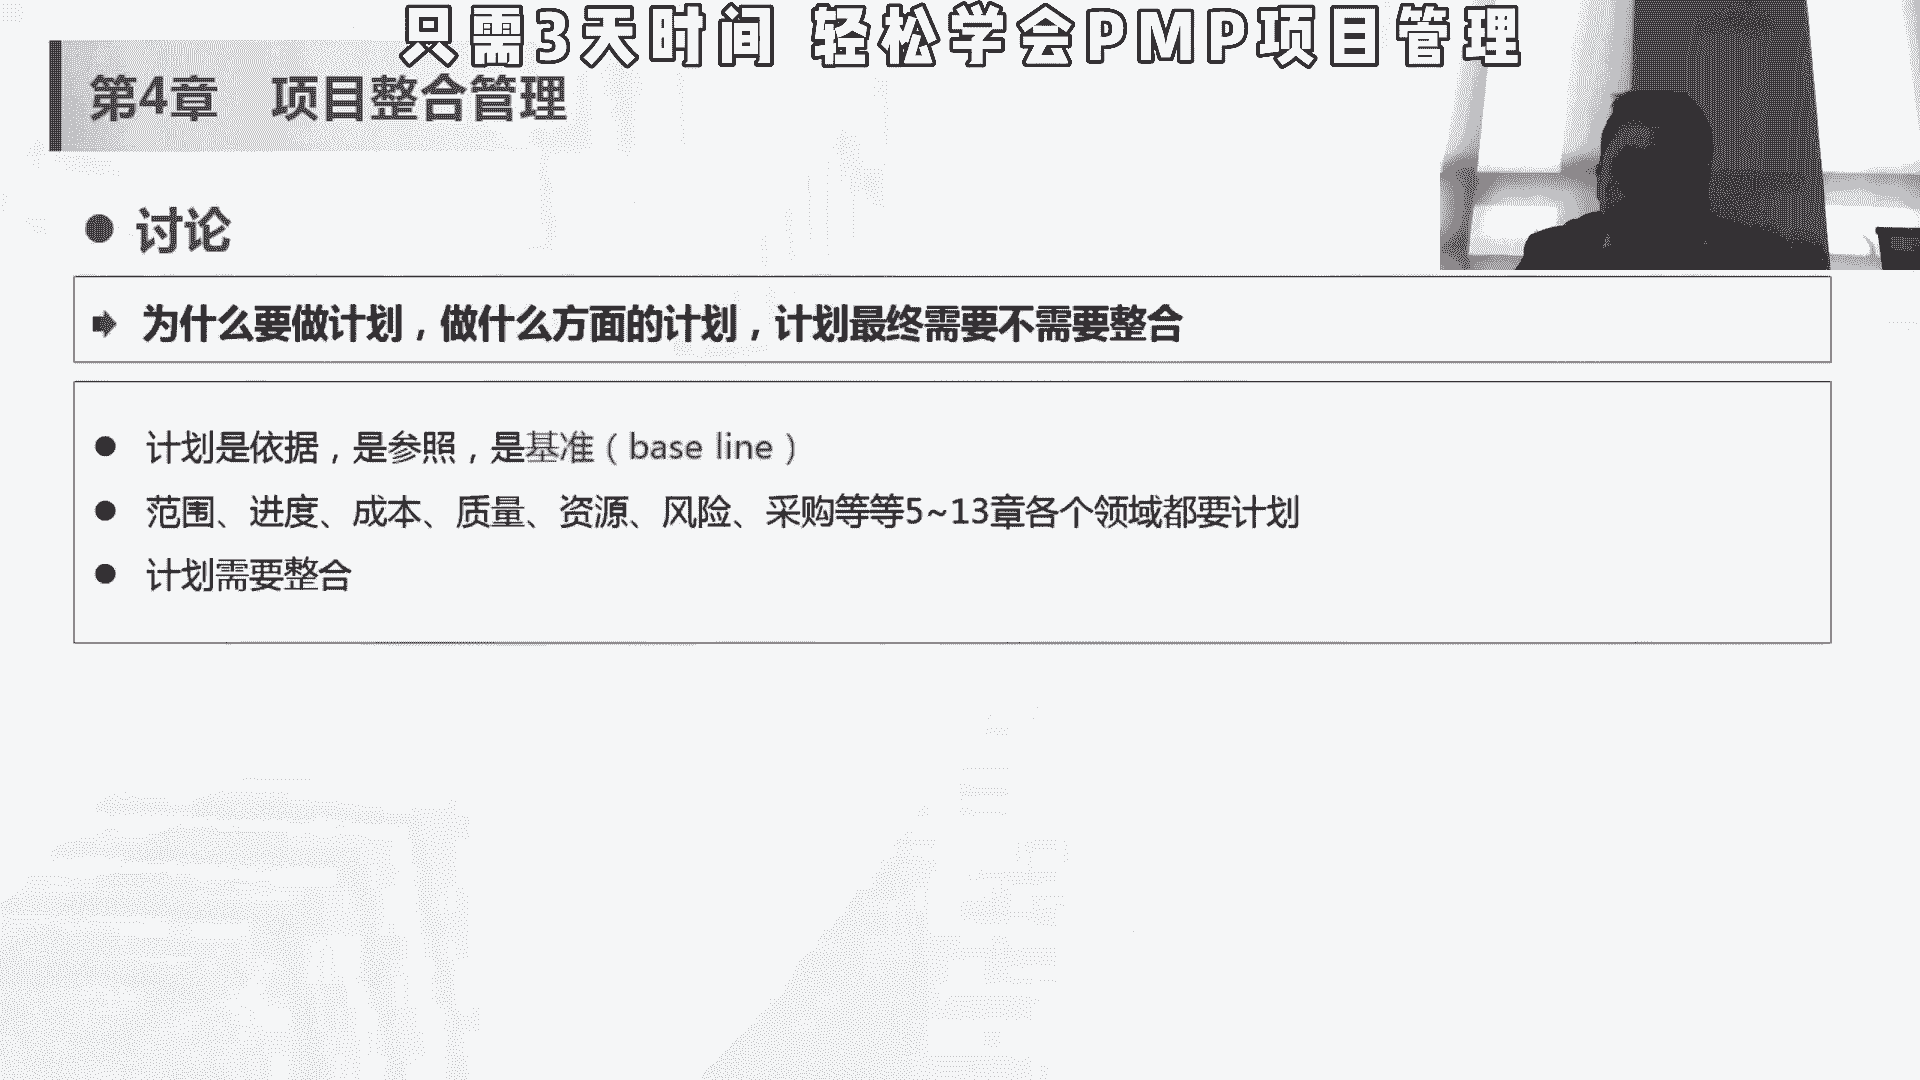 只需3天时间 轻松学会PMP项目管理
第4章 项目整合管理
讨论
为什么要做计划，做什么方面的计划，计划最终需要不需要整合
计划是依据，是参照，是基准（base line）
范围、进度、成本、质量、资源、风险、采购等等5~13章各个领域都要计划
计划需要整合